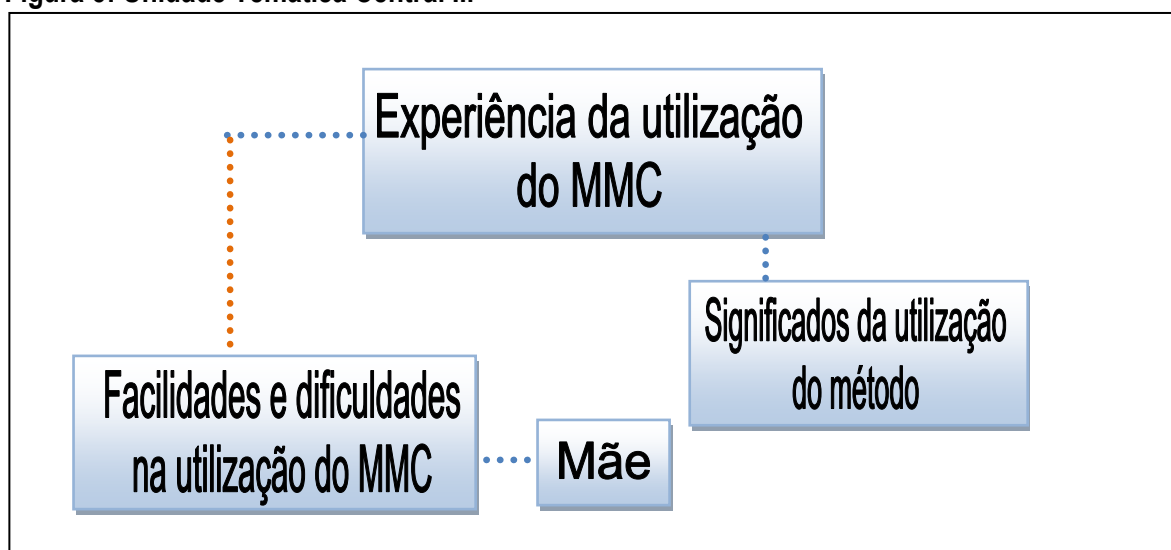 Experiência da utilização
do MMC
Significados da utilização
do método
Facilidades e dificuldades
na utilização do MMC
Mãe